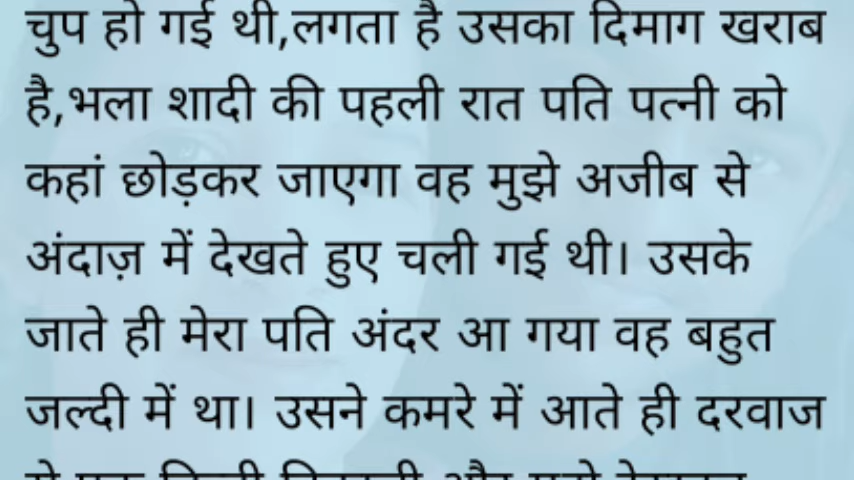 चुप हो गई थी,लगता है उसका दिमाग खराब
है,भला शादी की पहली रात पति पत्नी को
कहां छोड़कर जाएगा वह मुझे अजीब से
अंदाज़ में देखते हुए चली गई थी। उसके
जाते ही मेरा पति अंदर आ गया वह बहुत
जल्दी में था। उसने कमरे में आते ही दरवाज